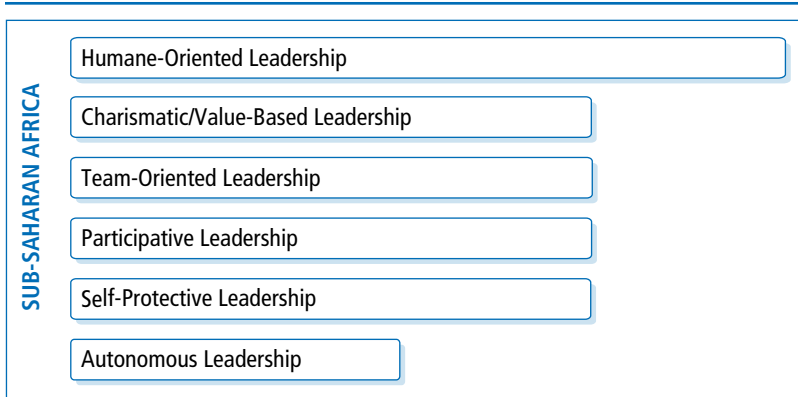 SUB-SAHARAN AFRICA
Humane-Oriented Leadership
Charismatic/Value-Based Leadership
Team-Oriented Leadership
Participative Leadership
Self-Protective Leadership
Autonomous Leadership